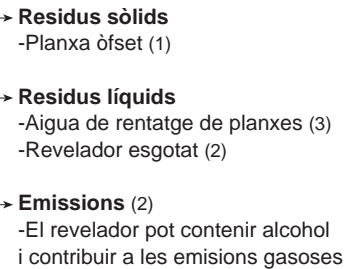 ➛ Residus sòlids
-Planxa òfset (1)
➛ Residus líquids
-Aigua de rentatge de planxes (3)
-Revelador esgotat (2)
➛ Emissions (2)
-El revelador pot contenir alcohol
i contribuir a les emisions gasoses